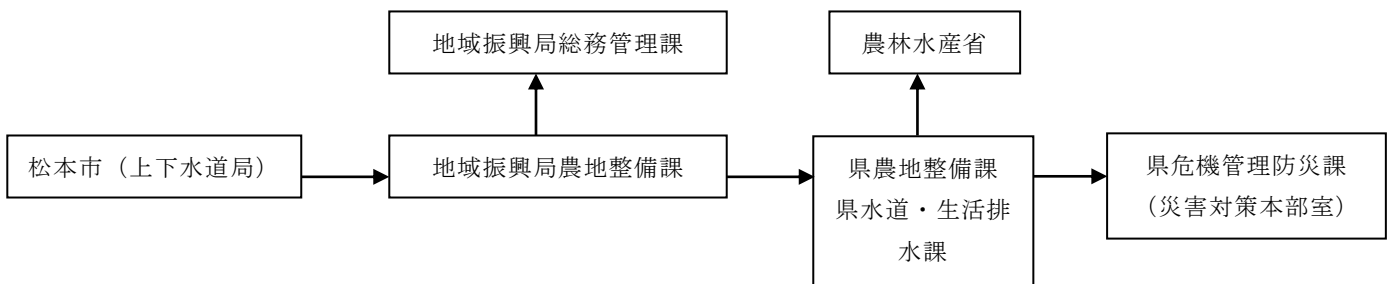 地域振興局総務管理課
農林水産省
松本市（上下水道局）
地域振興局農地整備課
県農地整備課
県水道・生活排
水課
県危機管理防災課
（災害対策本部室）